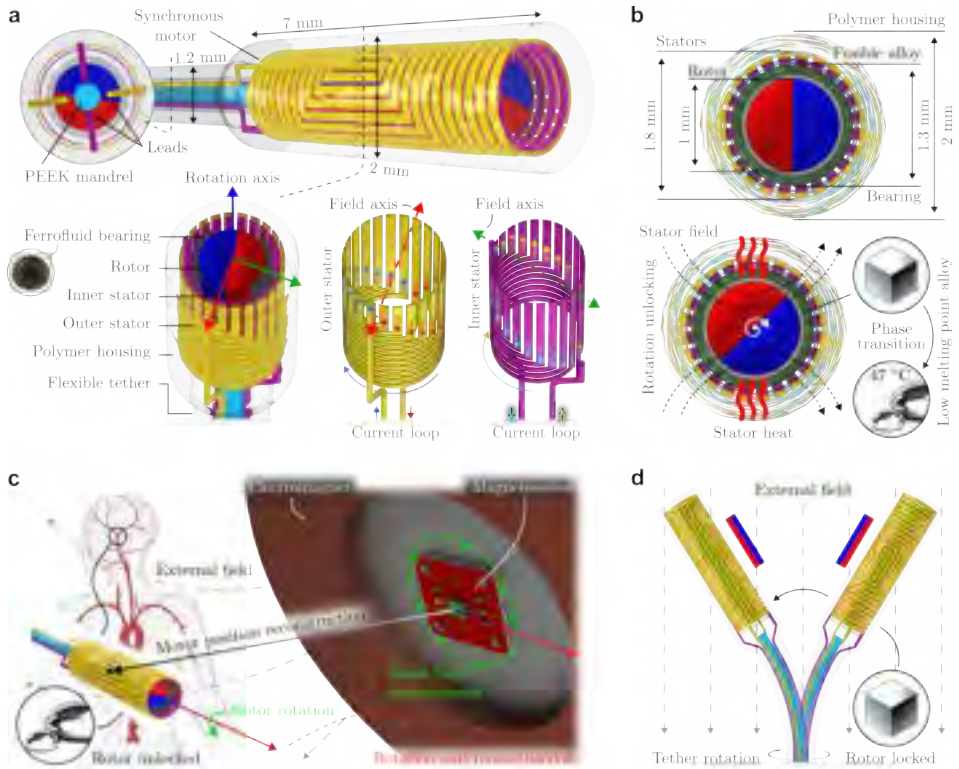 a
Synchronous
motor
7 mm
1.2 mm
Leads
PEEK mandrel
2 mm
Rotation axis
Ferrofluid bearing
Rotor
Inner stator
Outer stator
Polymer housing
Flexible tether
Field axis
Outer stator
Current loop
Field axis
Inner stator
Current loop
b
Polymer housing
Stators
Fusible alloy
Rotor
1.8 mm
1 mm
1.3 mm
2 mm
Bearing
Stator field
Rotation unlocking
Phase
transition
47 °C
Low melting point alloy
Stator heat
c
External field
Motor position reconstruction
Rotor rotation
Rotor unlocked
d
External field
Tether rotation
Rotor locked